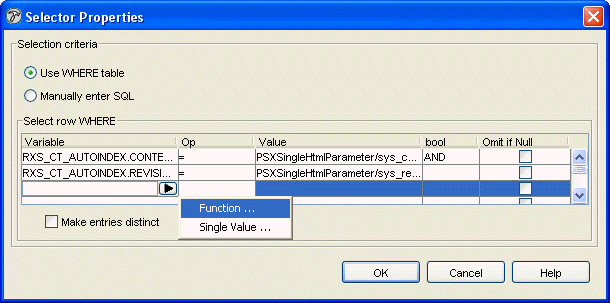 Selector Properties
Selection criteria
Use WHERE table
Manually enter SQL
Select row WHERE
Variable Op Value bool Omit if Null
RXS_CT_AUTOINDEX.CONTE... = PSXSingleHtmlParameter/sys_c... AND
RXS_CT_AUTOINDEX.REVISI... = PSXSingleHtmlParameter/sys_re...
Function ...
Single Value ...
Make entries distinct
OK Cancel Help